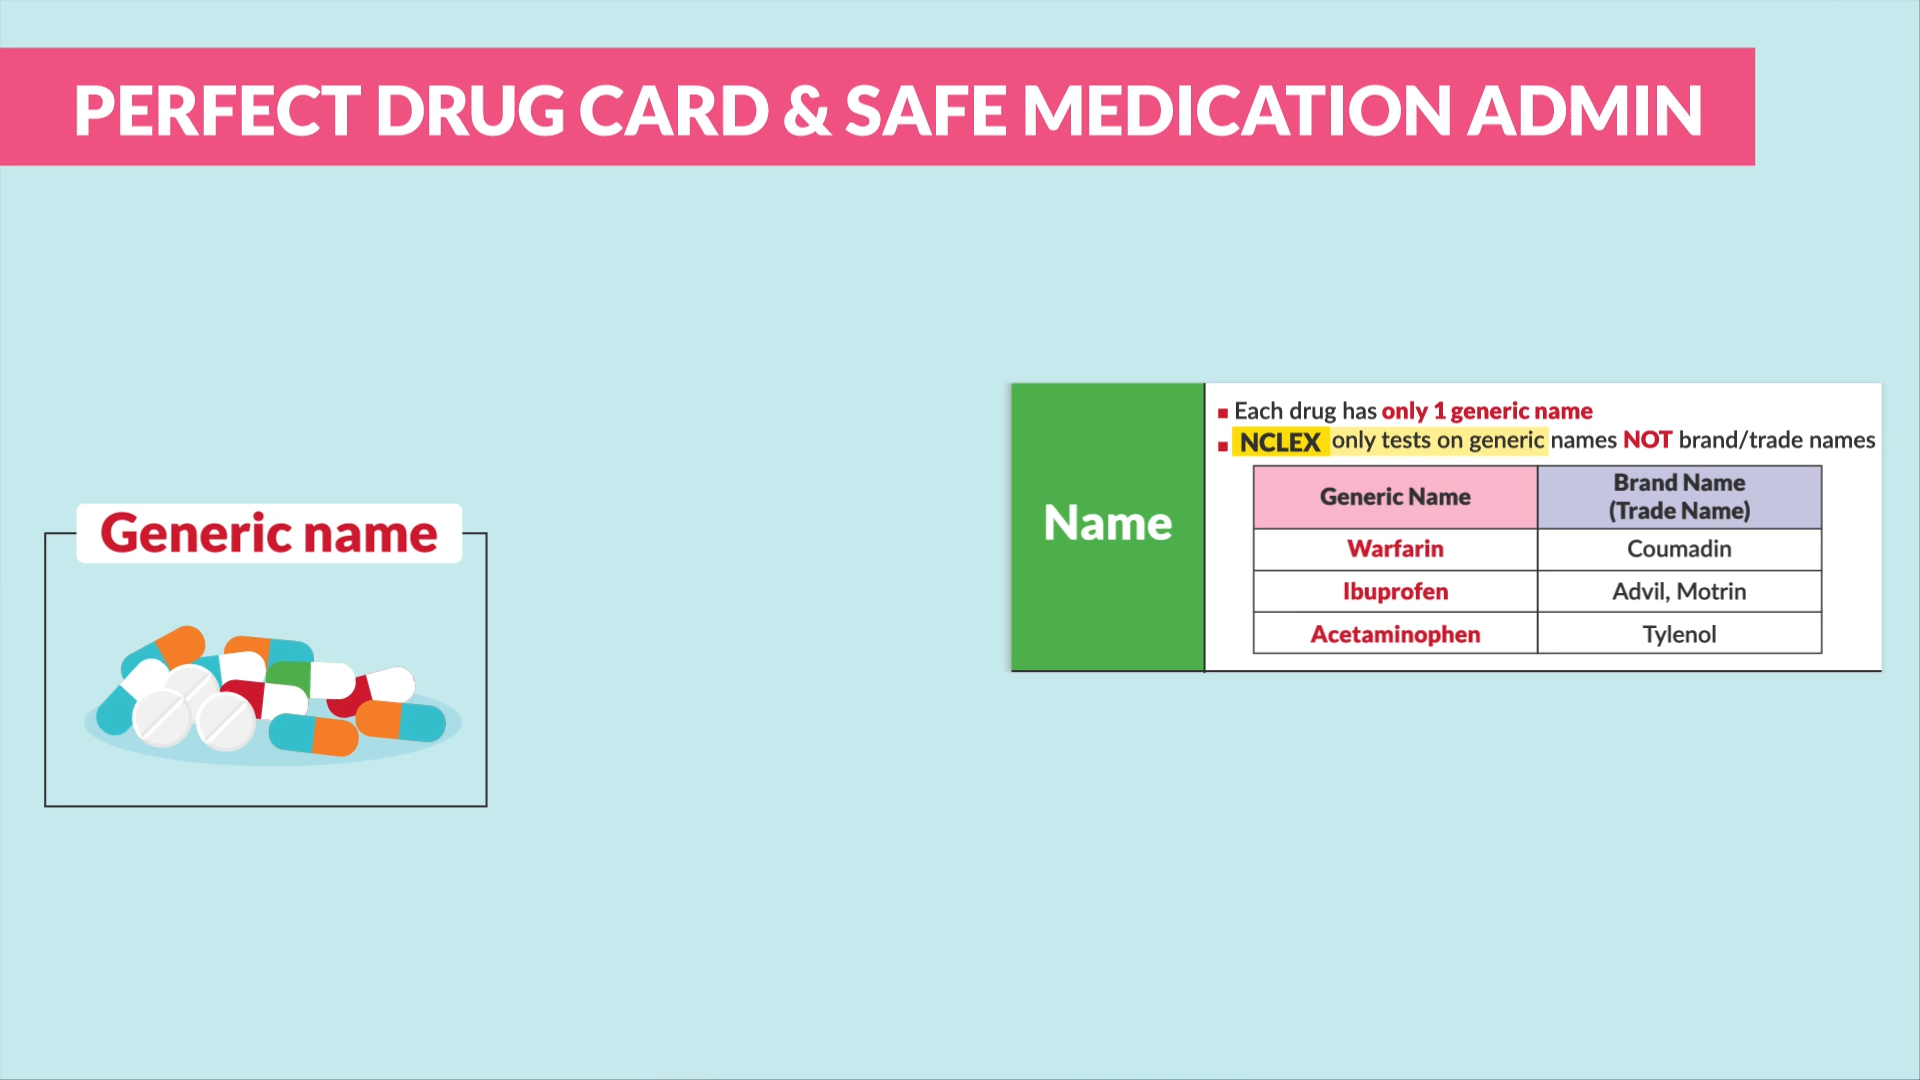 PERFECT DRUG CARD & SAFE MEDICATION ADMIN
Generic name
Name
Each drug has only 1 generic name
NCLEX only tests on generic names NOT brand/trade names
Generic Name
Brand Name
(Trade Name)
Warfarin
Coumadin
Ibuprofen
Advil, Motrin
Acetaminophen
Tylenol